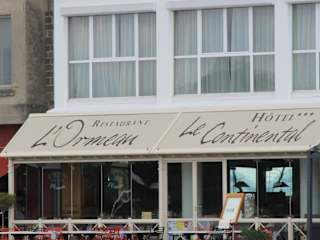 RESTAURANT
L'Ormeau
HÔTEL***
Le Continental